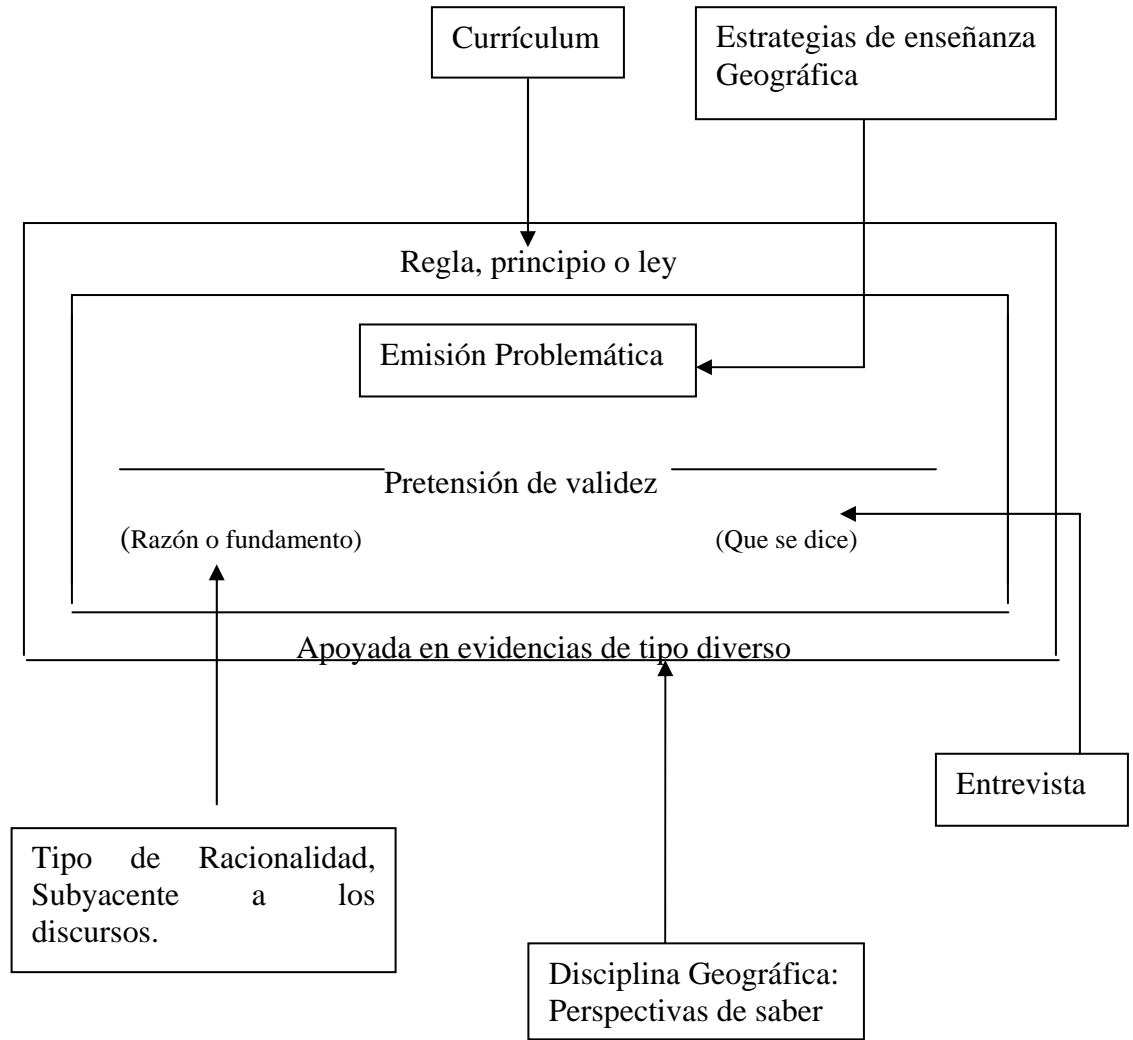 Currículum
Estrategias de enseñanza
Geográfica
Regla, principio o ley
Emisión Problemática
Pretensión de validez
(Razón o fundamento)
(Que se dice)
Apoyada en evidencias de tipo diverso
Entrevista
Tipo de Racionalidad,
Subyacente a los
discursos.
Disciplina Geográfica:
Perspectivas de saber